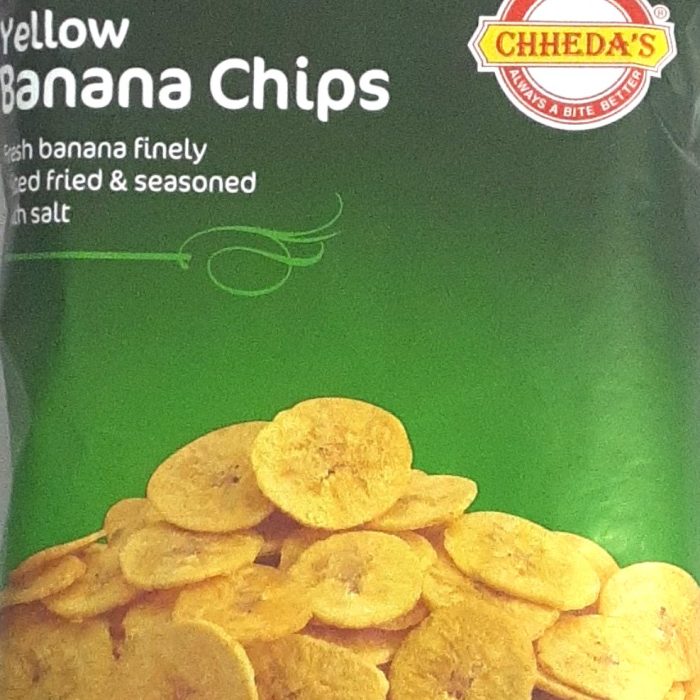 Yellow
Banana Chips
CHHEDA'S ®
ALWAYS A BITE BETTER
banana finely
fried & seasoned
salt